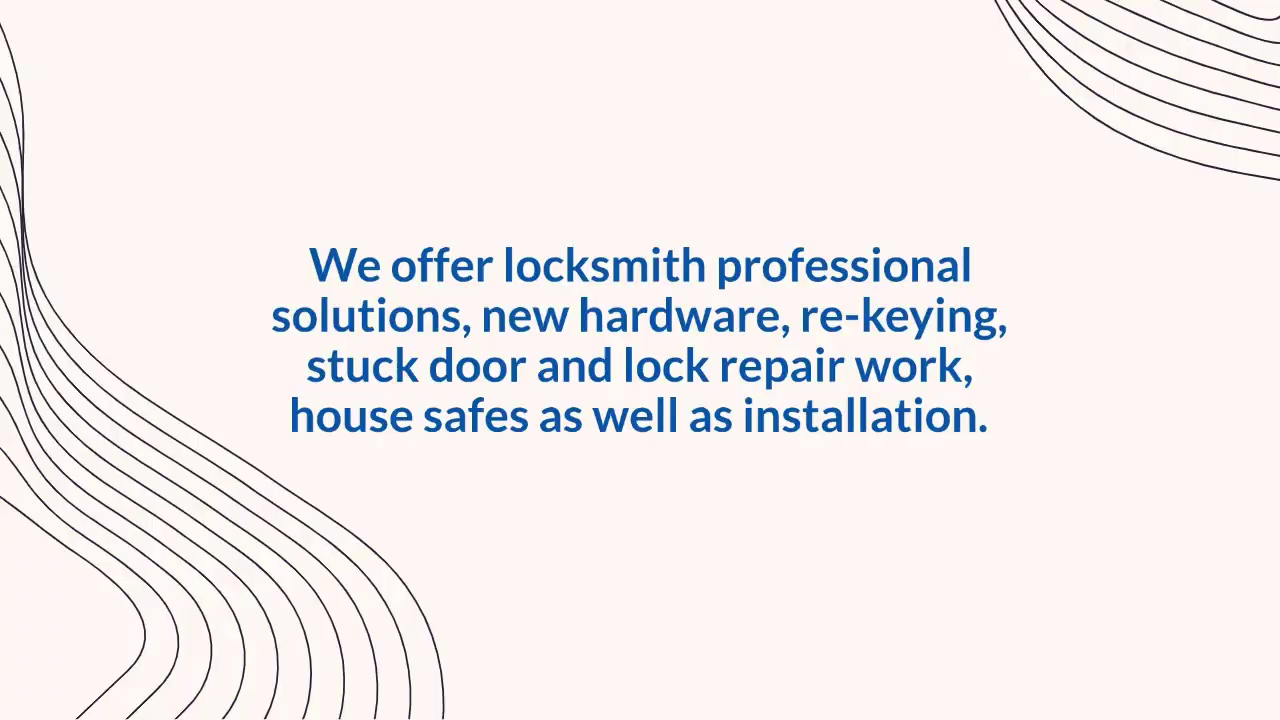 We offer locksmith professional
solutions, new hardware, re-keying,
stuck door and lock repair work,
house safes as well as installation.